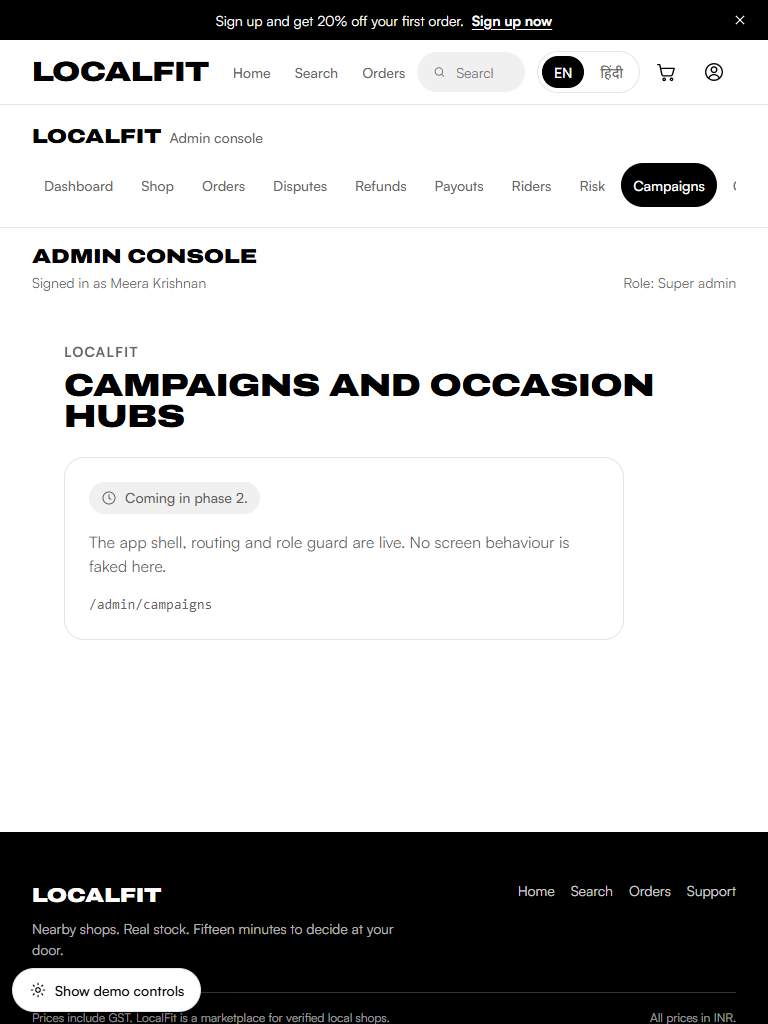 Sign up and get 20% off your first order. Sign up now
LOCALFIT Home Search Orders Search EN हिंदी
LOCALFIT Admin console
Dashboard Shop Orders Disputes Refunds Payouts Riders Risk Campaigns
ADMIN CONSOLE
Signed in as Meera Krishnan Role: Super admin
LOCALFIT
CAMPAIGNS AND OCCASION
HUBS
Coming in phase 2.
The app shell, routing and role guard are live. No screen behaviour is
faked here.
/admin/campaigns
LOCALFIT Home Search Orders Support
Nearby shops. Real stock. Fifteen minutes to decide at your
door.
Show demo controls
Prices include GST. LocalFit is a marketplace for verified local shops. All prices in INR.